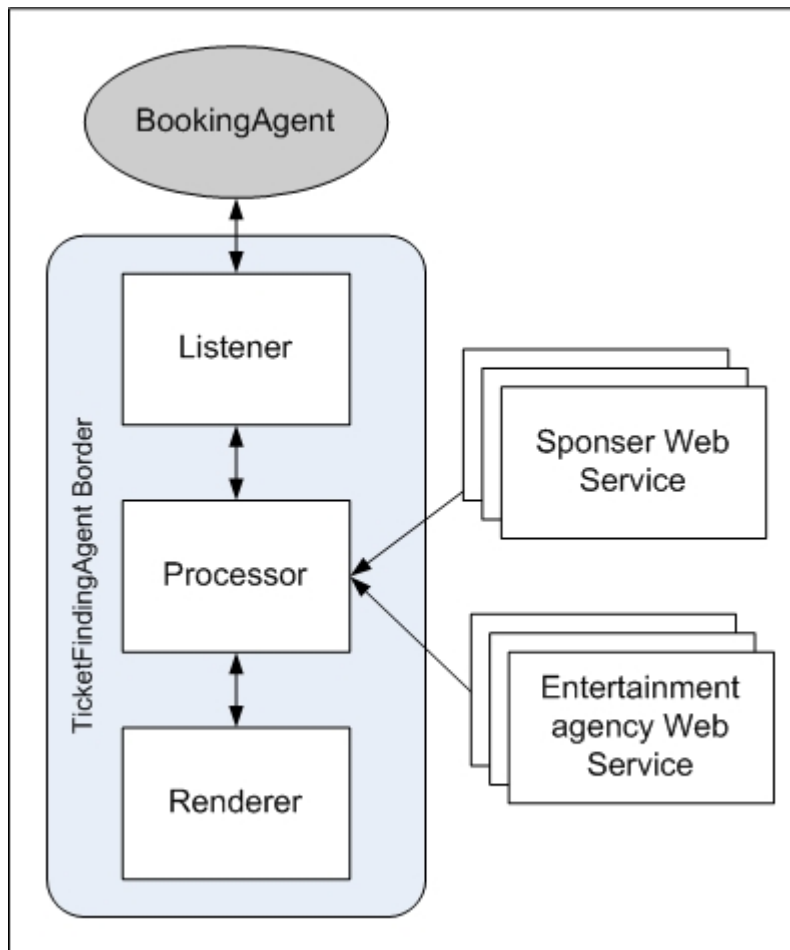 BookingAgent
TicketFindingAgent Border
Listener
Processor
Renderer
Sponser Web
Service
Entertainment
agency Web
Service